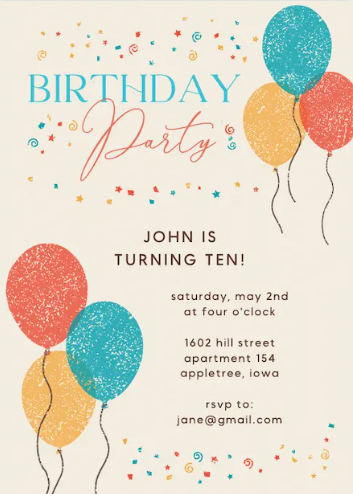 BIRTHDAY
Party
JOHN IS
TURNING TEN!
saturday, may 2nd
at four o'clock
1602 hill street
apartment 154
appletree, iowa
rsvp to:
jane@gmail.com